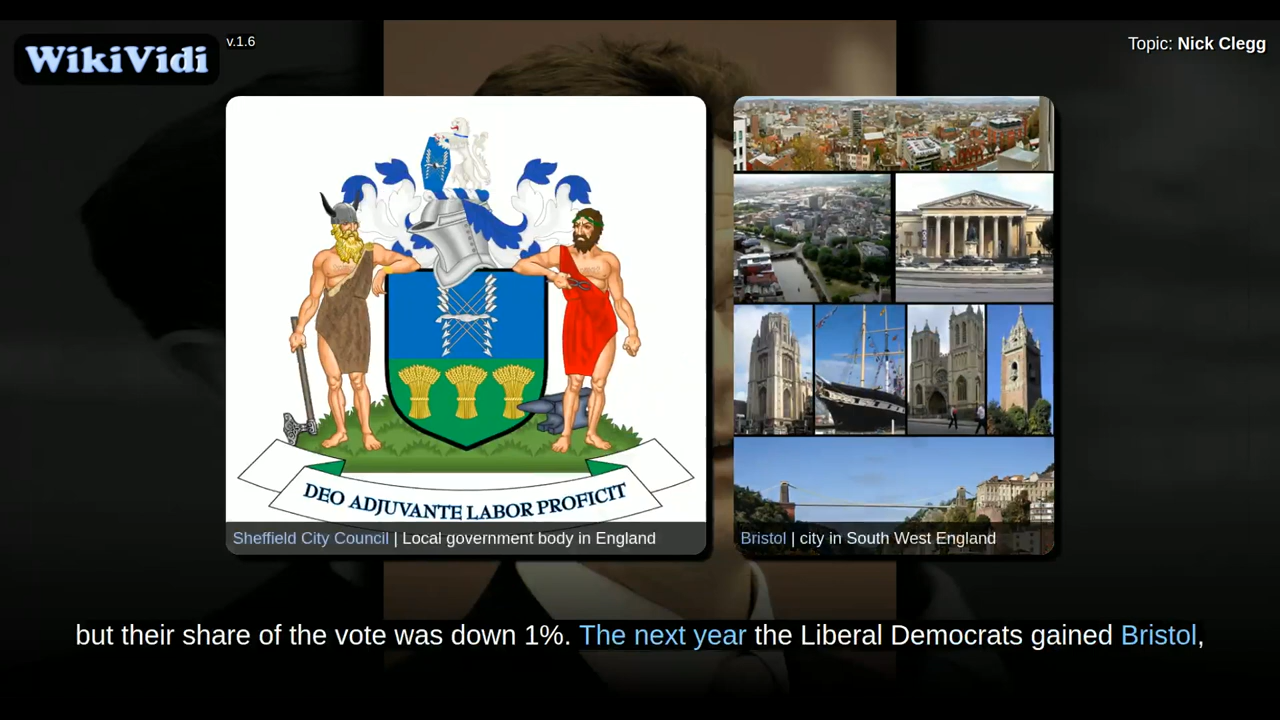 WikiVidi
v.1.6
Topic: Nick Clegg
DEO ADJUVANTE LABOR PROFICIT
Sheffield City Council | Local government body in England
Bristol | city in South West England
but their share of the vote was down 1%. The next year the Liberal Democrats gained Bristol,